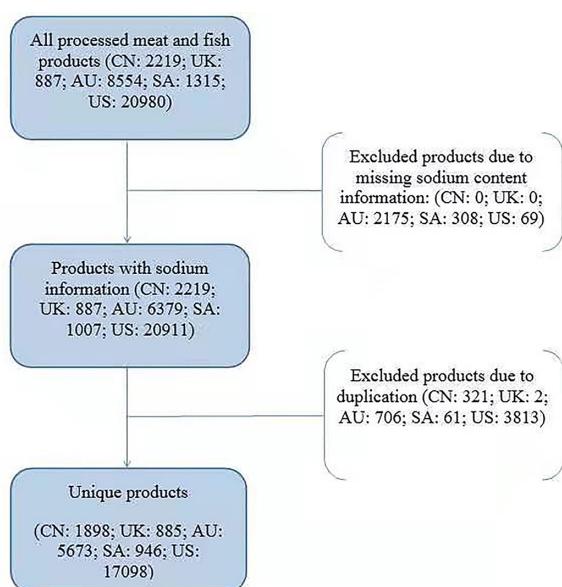 All processed meat and fish
products (CN: 2219; UK:
887; AU: 8554; SA: 1315;
US: 20980)
Excluded products due to
missing sodium content
information: (CN: 0; UK: 0;
AU: 2175; SA: 308; US: 69)
Products with sodium
information (CN: 2219;
UK: 887; AU: 6379; SA:
1007; US: 20911)
Excluded products due to
duplication (CN: 321; UK: 2;
AU: 706; SA: 61; US: 3813)
Unique products
(CN: 1898; UK: 885; AU:
5673; SA: 946; US:
17098)